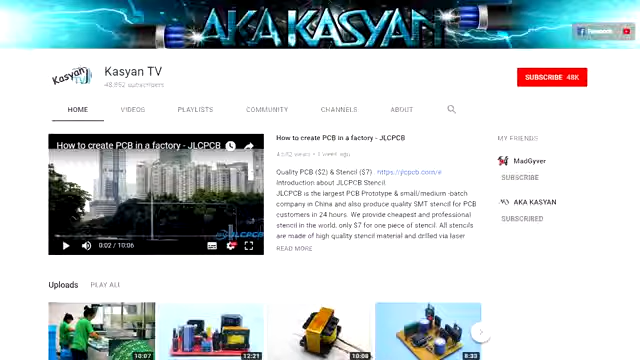 AKA KASYAN
Facebook
Kasyan TV
Kasyan TV
subscribers
SUBSCRIBE 48K
HOME VIDEOS PLAYLISTS COMMUNITY CHANNELS ABOUT
How to create PCB in a factory - JLCPCB
JLCPCB
0:02 / 10:06
How to create PCB in a factory - JLCPCB
views • 1 week ago
Quality PCB ($2) & Stencil ($7) : https://jlcpcb.com/e
Introduction about JLCPCB Stencil.
JLCPCB is the largest PCB Prototype & small/medium -batch
company in China and also produce quality SMT stencil for PCB
customers in 24 hours. We provide cheapest and professional
stencil in the world, only $7 for one piece of stencil. All stencils
are made of high quality stencil material and drilled via laser
READ MORE
MY FRIENDS
MadGyver
SUBSCRIBE
AKA KASYAN
SUBSCRIBED
Uploads PLAY ALL
10:07
12:21
10:08
8:33